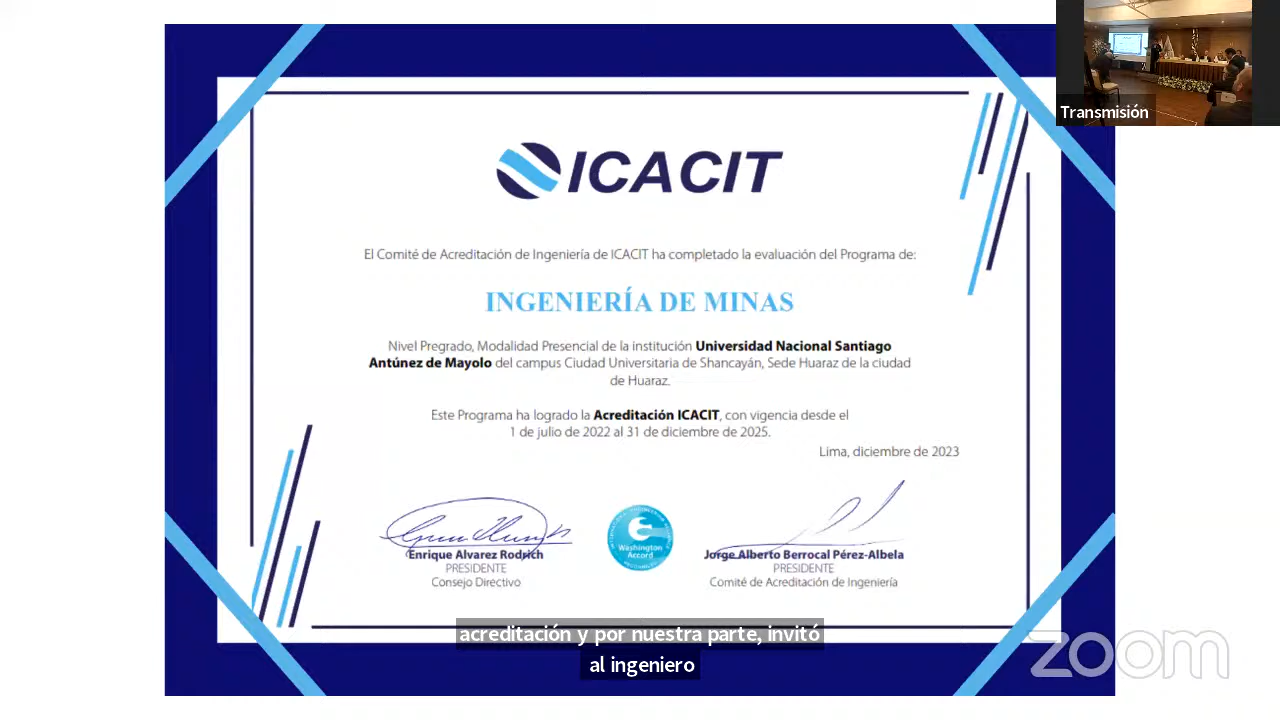 Transmisión
ICACIT
El Comité de Acreditación de Ingeniería de ICACIT ha completado la evaluación del Programa de:
INGENIERÍA DE MINAS
Nivel Pregrado, Modalidad Presencial de la institución Universidad Nacional Santiago
Antúnez de Mayolo del campus Ciudad Universitaria de Shancayán, Sede Huaraz de la ciudad
de Huaraz.
Este Programa ha logrado la Acreditación ICACIT, con vigencia desde el
1 de julio de 2022 al 31 de diciembre de 2025.
Lima, diciembre de 2023
Enrique Alvarez Rodrich
PRESIDENTE
Consejo Directivo
Washington
Accord
Jorge Alberto Berrocal Pérez-Albela
PRESIDENTE
Comité de Acreditación de Ingeniería
acreditación y por nuestra parte, invitó
al ingeniero
zoom